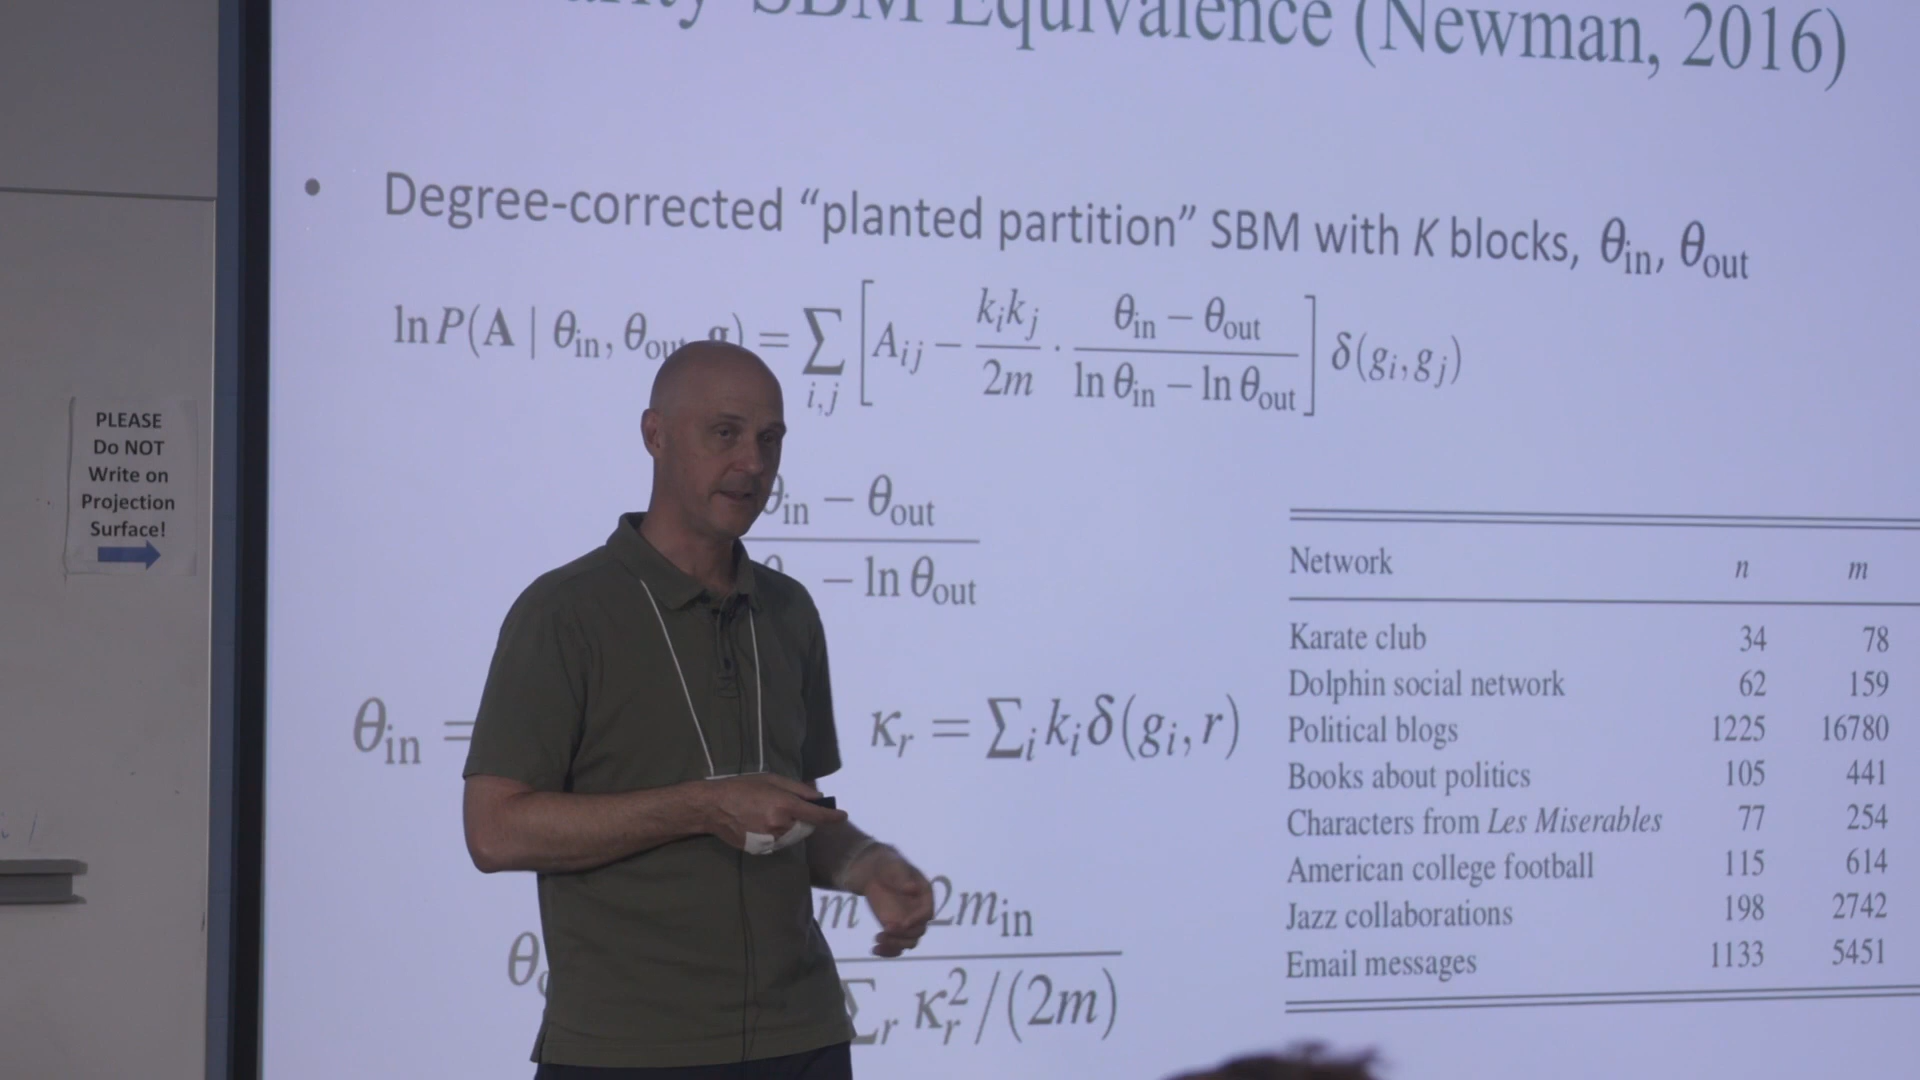 SBM Equivalence (Newman, 2016)
• Degree-corrected “planted partition” SBM with K blocks, θin, θout
ln P(A | θin, θou g) = ∑i,j [Aij − kikj/2m · θin − θout/ln θin − ln θout] δ(gi,gj)
θin − θout
− ln θout
θin =
κr = ∑i kiδ(gi, r)
m 2min
∑r κr²/(2m)
Network n m
Karate club 34 78
Dolphin social network 62 159
Political blogs 1225 16780
Books about politics 105 441
Characters from Les Miserables 77 254
American college football 115 614
Jazz collaborations 198 2742
Email messages 1133 5451
PLEASE
Do NOT
Write on
Projection
Surface!